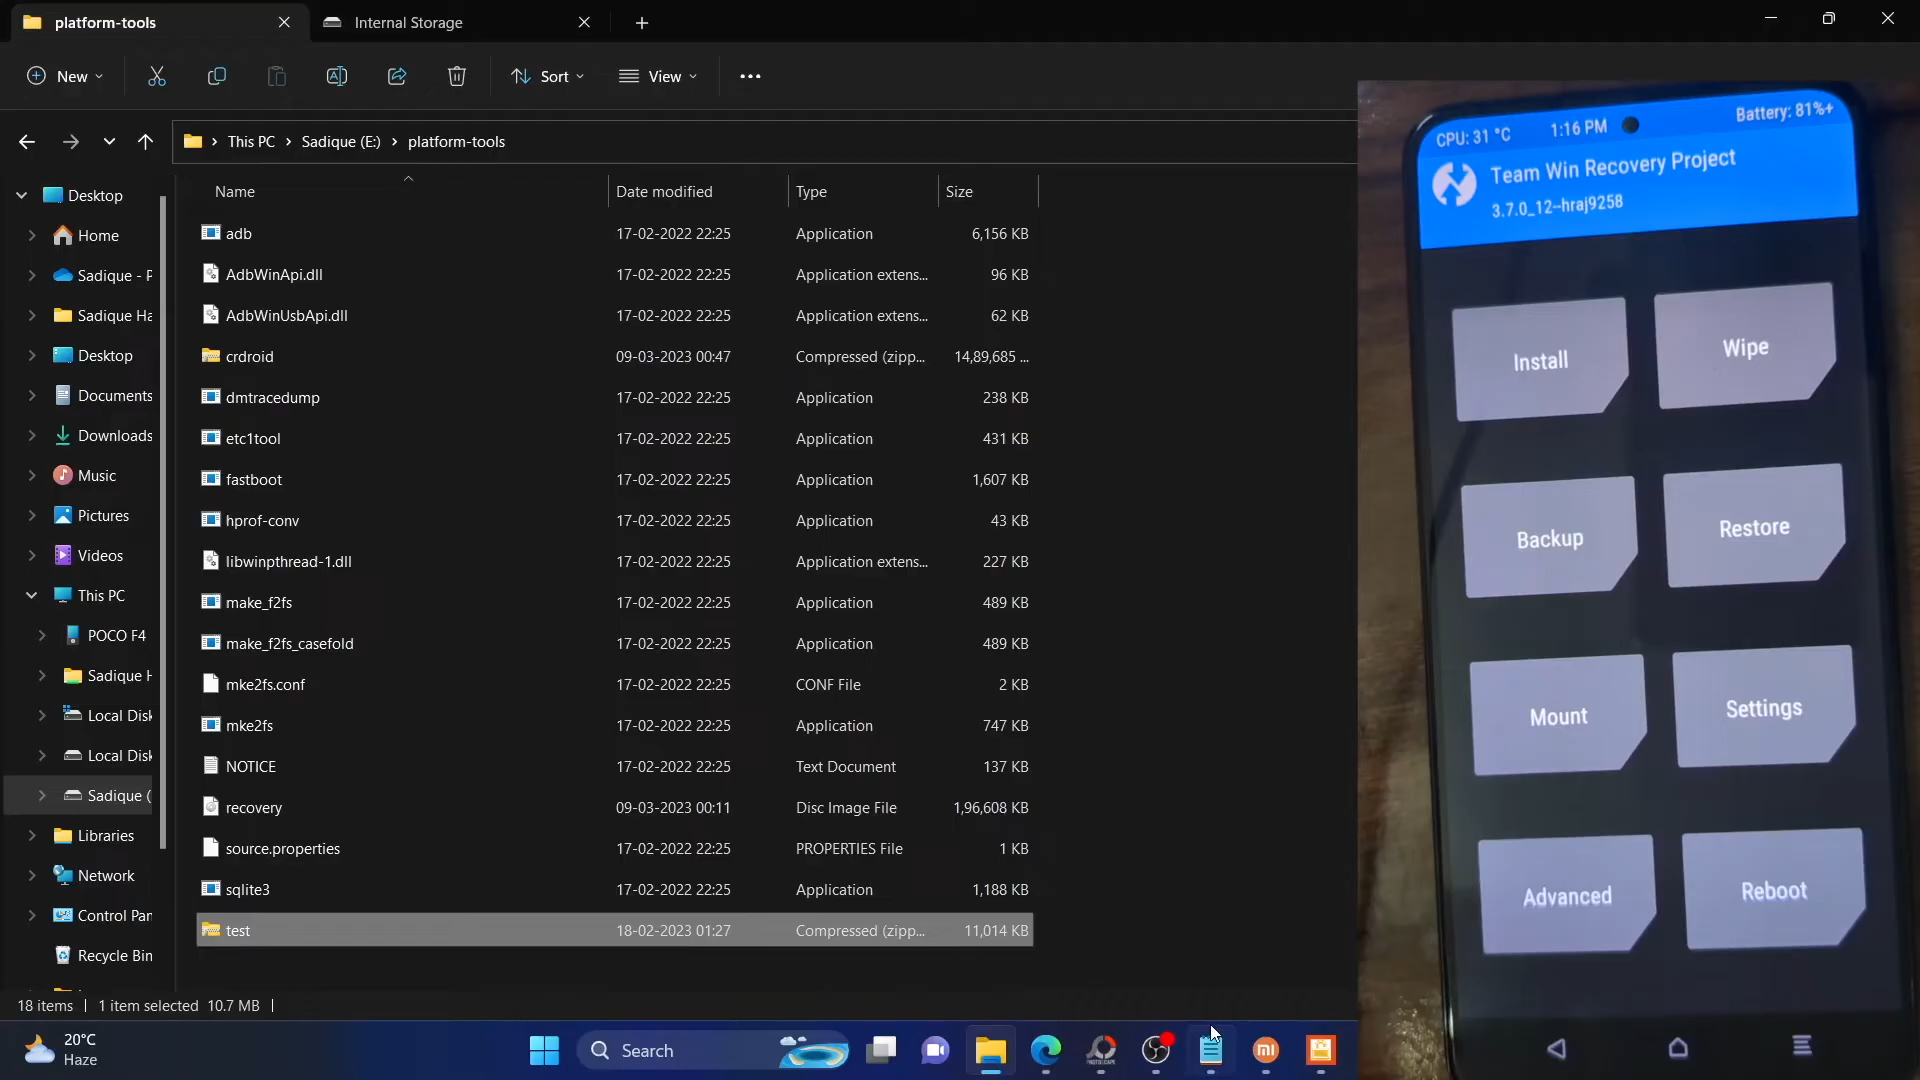 platform-tools
Internal Storage
New
Sort
View
This PC
Sadique (E:)
platform-tools
Name
Date modified
Type
Size
Desktop
Home
Sadique - P
Sadique Ha
Desktop
Documents
Downloads
Music
Pictures
Videos
This PC
POCO F4
Sadique H
Local Disk
Local Disk
Sadique (
Libraries
Network
Control Pan
Recycle Bin
adb 17-02-2022 22:25 Application 6,156 KB
AdbWinApi.dll 17-02-2022 22:25 Application extens... 96 KB
AdbWinUsbApi.dll 17-02-2022 22:25 Application extens... 62 KB
crdroid 09-03-2023 00:47 Compressed (zipp... 14,89,685 ...
dmtracedump 17-02-2022 22:25 Application 238 KB
etc1tool 17-02-2022 22:25 Application 431 KB
fastboot 17-02-2022 22:25 Application 1,607 KB
hprof-conv 17-02-2022 22:25 Application 43 KB
libwinpthread-1.dll 17-02-2022 22:25 Application extens... 227 KB
make_f2fs 17-02-2022 22:25 Application 489 KB
make_f2fs_casefold 17-02-2022 22:25 Application 489 KB
mke2fs.conf 17-02-2022 22:25 CONF File 2 KB
mke2fs 17-02-2022 22:25 Application 747 KB
NOTICE 17-02-2022 22:25 Text Document 137 KB
recovery 09-03-2023 00:11 Disc Image File 1,96,608 KB
source.properties 17-02-2022 22:25 PROPERTIES File 1 KB
sqlite3 17-02-2022 22:25 Application 1,188 KB
test 18-02-2023 01:27 Compressed (zipp... 11,014 KB
18 items 1 item selected 10.7 MB
20°C
Haze
Search
CPU: 31 °C 1:16 PM Battery: 81%+
Team Win Recovery Project
3.7.0_12--hraj9258
Install
Wipe
Backup
Restore
Mount
Settings
Advanced
Reboot